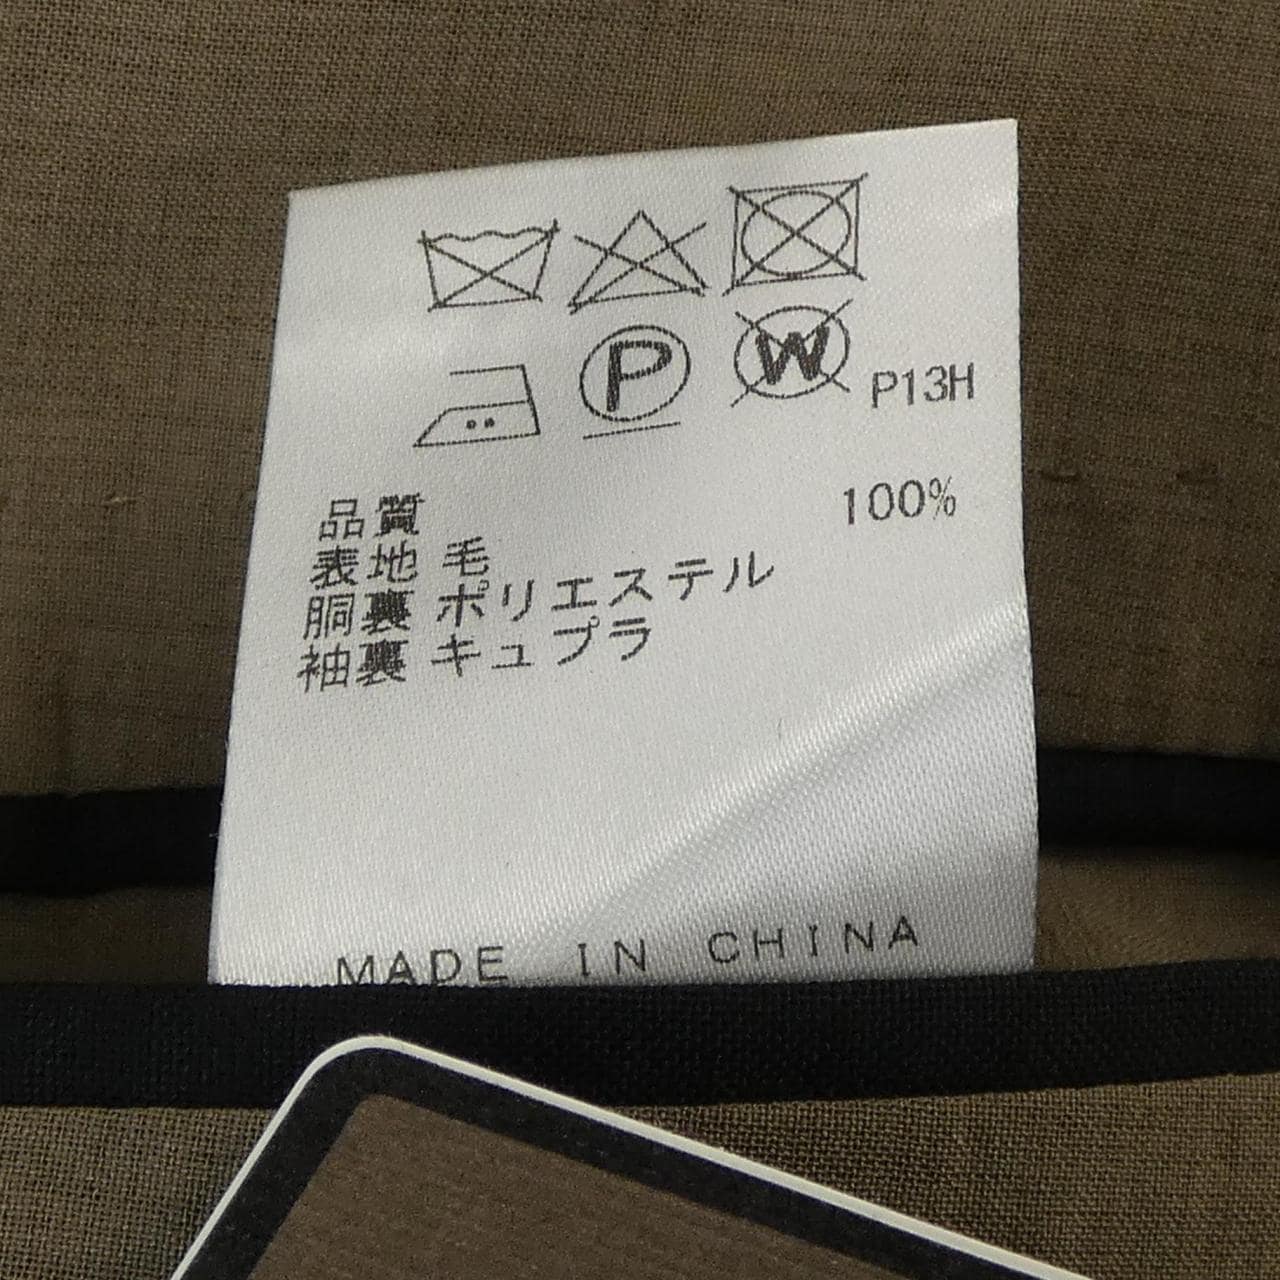 P
W
P13H
品質
表地 毛 100%
胴裏 ポリエステル
袖裏 キュプラ
MADE IN CHINA